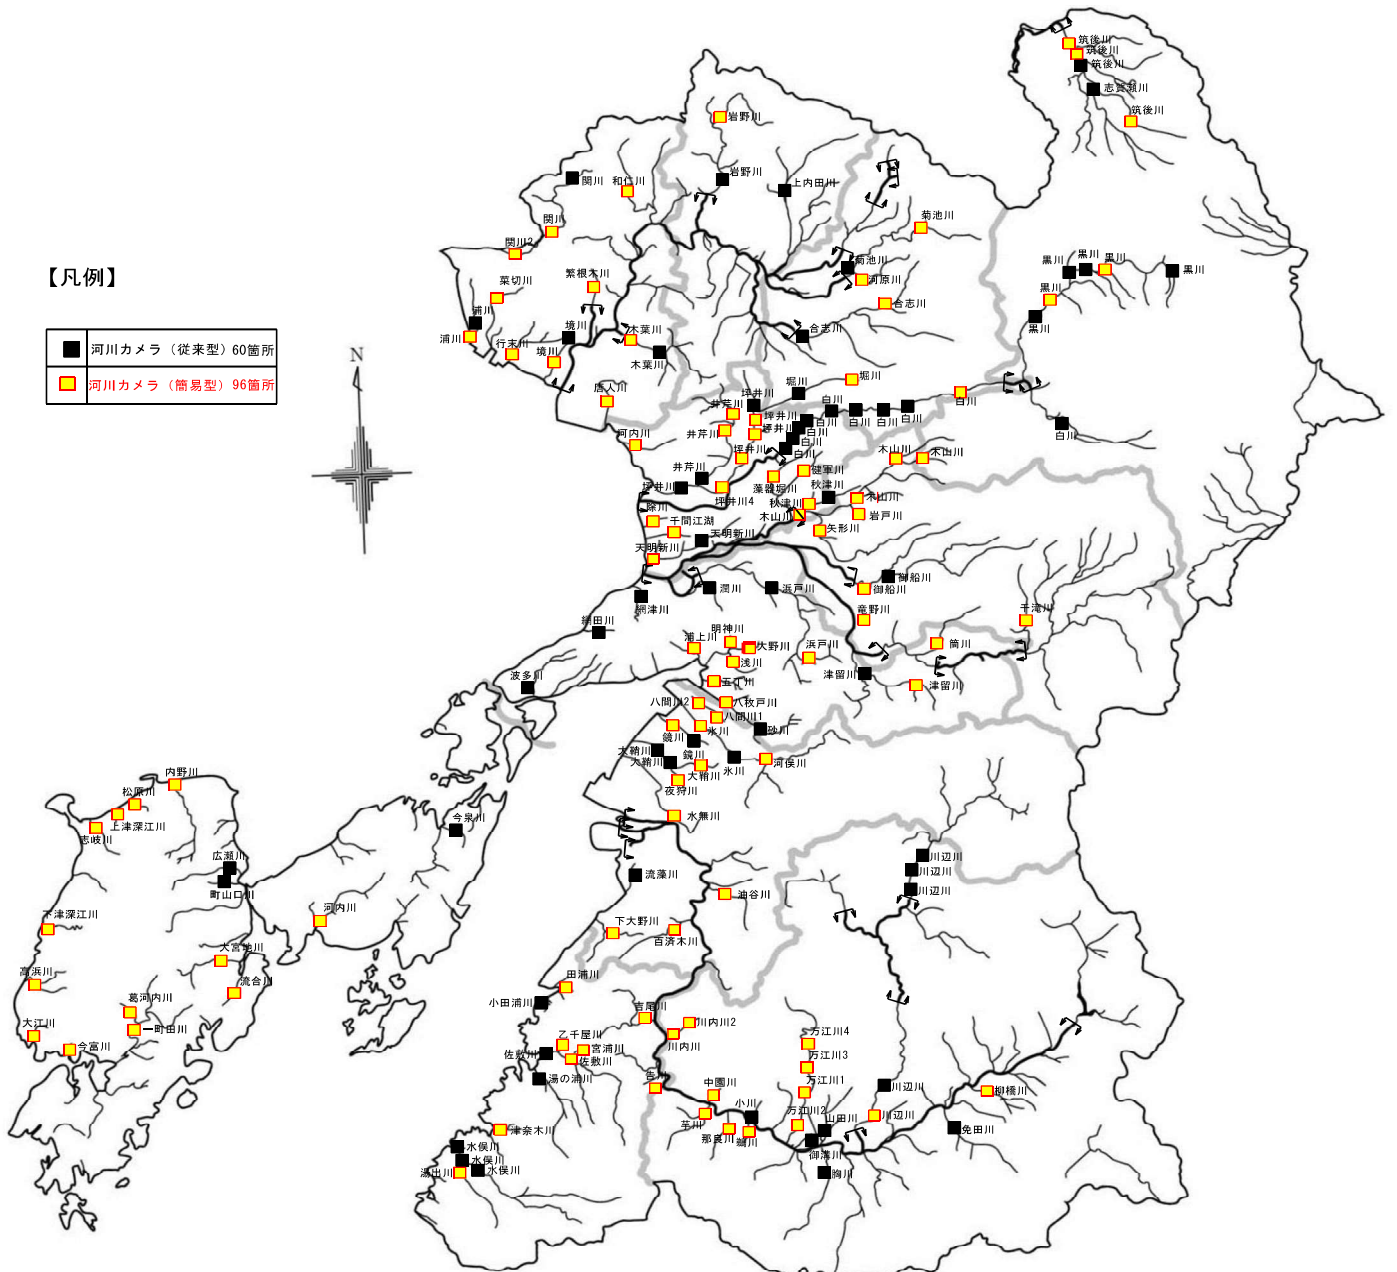 【凡例】
河川カメラ（従来型）60箇所
河川カメラ（簡易型）96箇所
N
筑後川
筑後川
筑後川
志賀瀬川
筑後川
岩野川
岩野川
上内田川
関川
和仁川
関川
関川2
菊池川
菊池川
河原川
合志川
合志川
菜切川
繁根木川
浦川
浦川
行末川
境川
境川
木葉川
木葉川
唐人川
黒川
黒川
黒川
黒川
黒川
黒川
堀川
堀川
坪井川
井芹川
坪井川
坪井川
井芹川
坪井川
白川
白川
白川
白川
白川
白川
白川
白川
白川
河内川
井芹川
坪井川
坪井川4
藻器堀川
健軍川
秋津川
秋津川
木山川
木山川
木山川
木山川
岩戸川
矢形川
除川
千間江湖
天明新川
天明新川
潤川
浜戸川
網津川
網田川
波多川
御船川
御船川
竜野川
千滝川
筒川
津留川
津留川
浜戸川
明神川
浦上川
大野川
浅川
五丁川
八間川2
八枚戸川
八間川1
砂川
氷川
鏡川
鏡川
大鞘川
大鞘川
大鞘川
氷川
河俣川
夜狩川
水無川
流藻川
油谷川
下大野川
百済木川
内野川
松原川
上津深江川
志岐川
広瀬川
町山口川
今泉川
河内川
下津深江川
大宮地川
流合川
高浜川
葛河内川
一町田川
大江川
今富川
田浦川
小田浦川
吉尾川
川内川2
川内川
乙千屋川
宮浦川
佐敷川
佐敷川
湯の浦川
告川
中園川
芋川
那良川
小川
鵜川
津奈木川
水俣川
水俣川
水俣川
湯出川
川辺川
川辺川
川辺川
万江川4
万江川3
万江川1
万江川2
山田川
御溝川
胸川
川辺川
川辺川
柳橋川
免田川